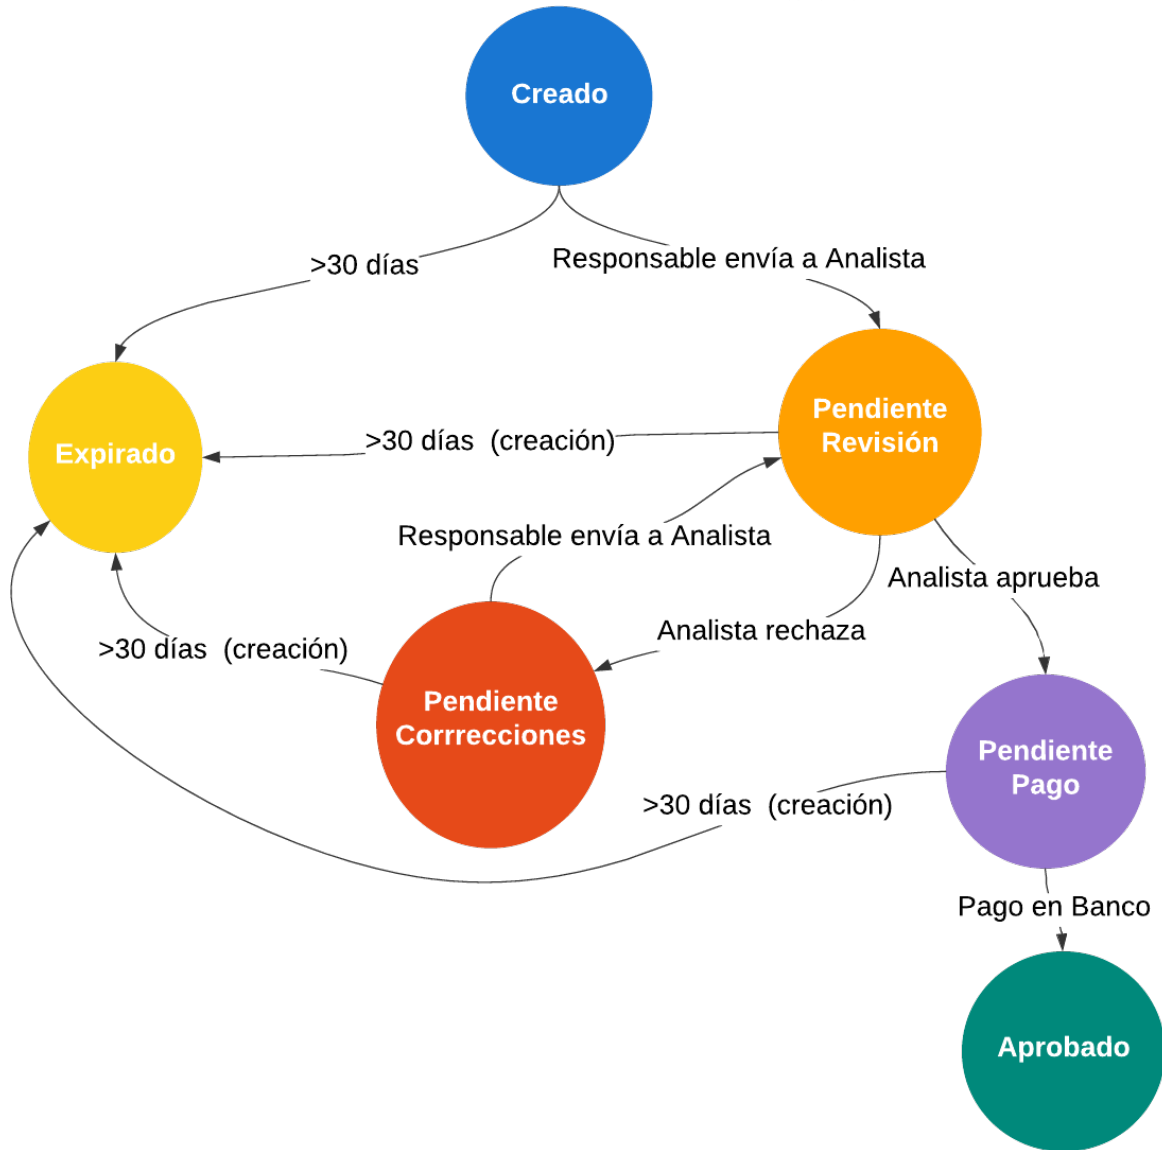 Creado
>30 días
Responsable envía a Analista
Pendiente
Revisión
Expirado
>30 días  (creación)
Responsable envía a Analista
Analista aprueba
Analista rechaza
>30 días  (creación)
Pendiente
Corrrecciones
Pendiente
Pago
>30 días  (creación)
Pago en Banco
Aprobado